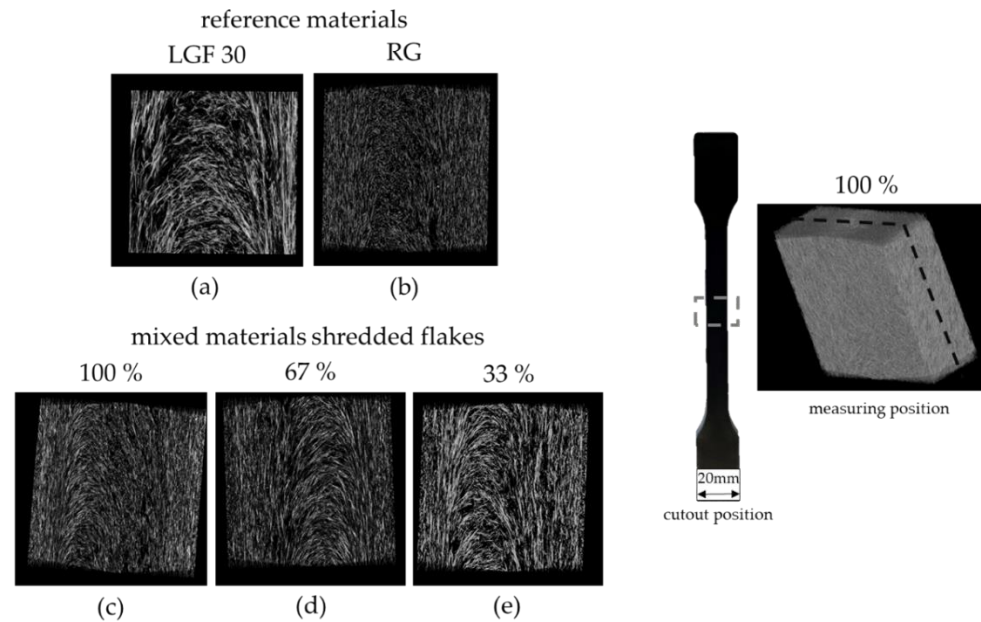 reference materials
LGF 30
RG
(a)
(b)
mixed materials shredded flakes
100 %
67 %
33 %
(c)
(d)
(e)
20mm
cutout position
100 %
measuring position